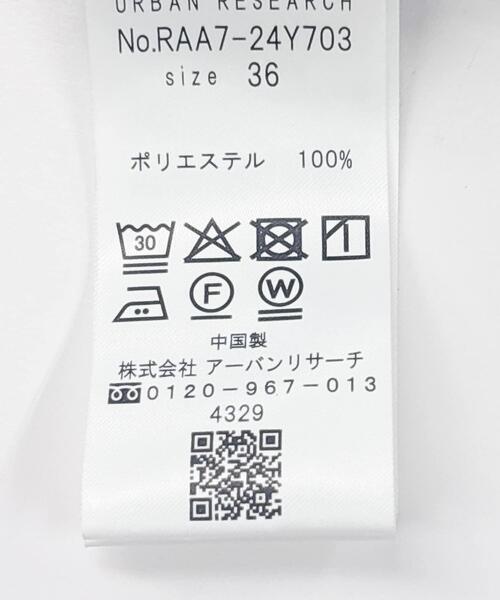 URBAN RESEARCH
No.RAA7-24Y703
size 36
ポリエステル 100%
30
F W
中国製
株式会社 アーバンリサーチ
0120-967-013
4329